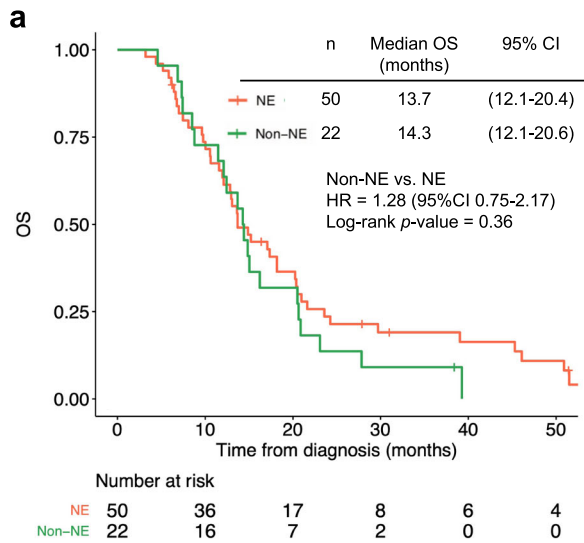 a
n Median OS (months) 95% CI
NE 50 13.7 (12.1-20.4)
Non-NE 22 14.3 (12.1-20.6)
Non-NE vs. NE
HR = 1.28 (95%CI 0.75-2.17)
Log-rank p-value = 0.36
OS
1.00
0.75
0.50
0.25
0.00
0 10 20 30 40 50
Time from diagnosis (months)
Number at risk
NE 50 36 17 8 6 4
Non-NE 22 16 7 2 0 0